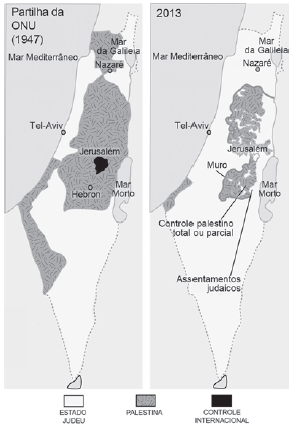 Partilha da
ONU
(1947)
Mar
da Galileia
Mar Mediterrâneo
Nazaré
Tel-Aviv
Jerusalém
Hebron
Mar
Morto
2013
Mar
da Galileia
Mar Mediterrâneo
Nazaré
Tel-Aviv
Jerusalém
Muro
Mar
Morto
Controle palestino
total ou parcial
Assentamentos
judaicos
ESTADO
JUDEU
PALESTINA
CONTROLE
INTERNACIONAL